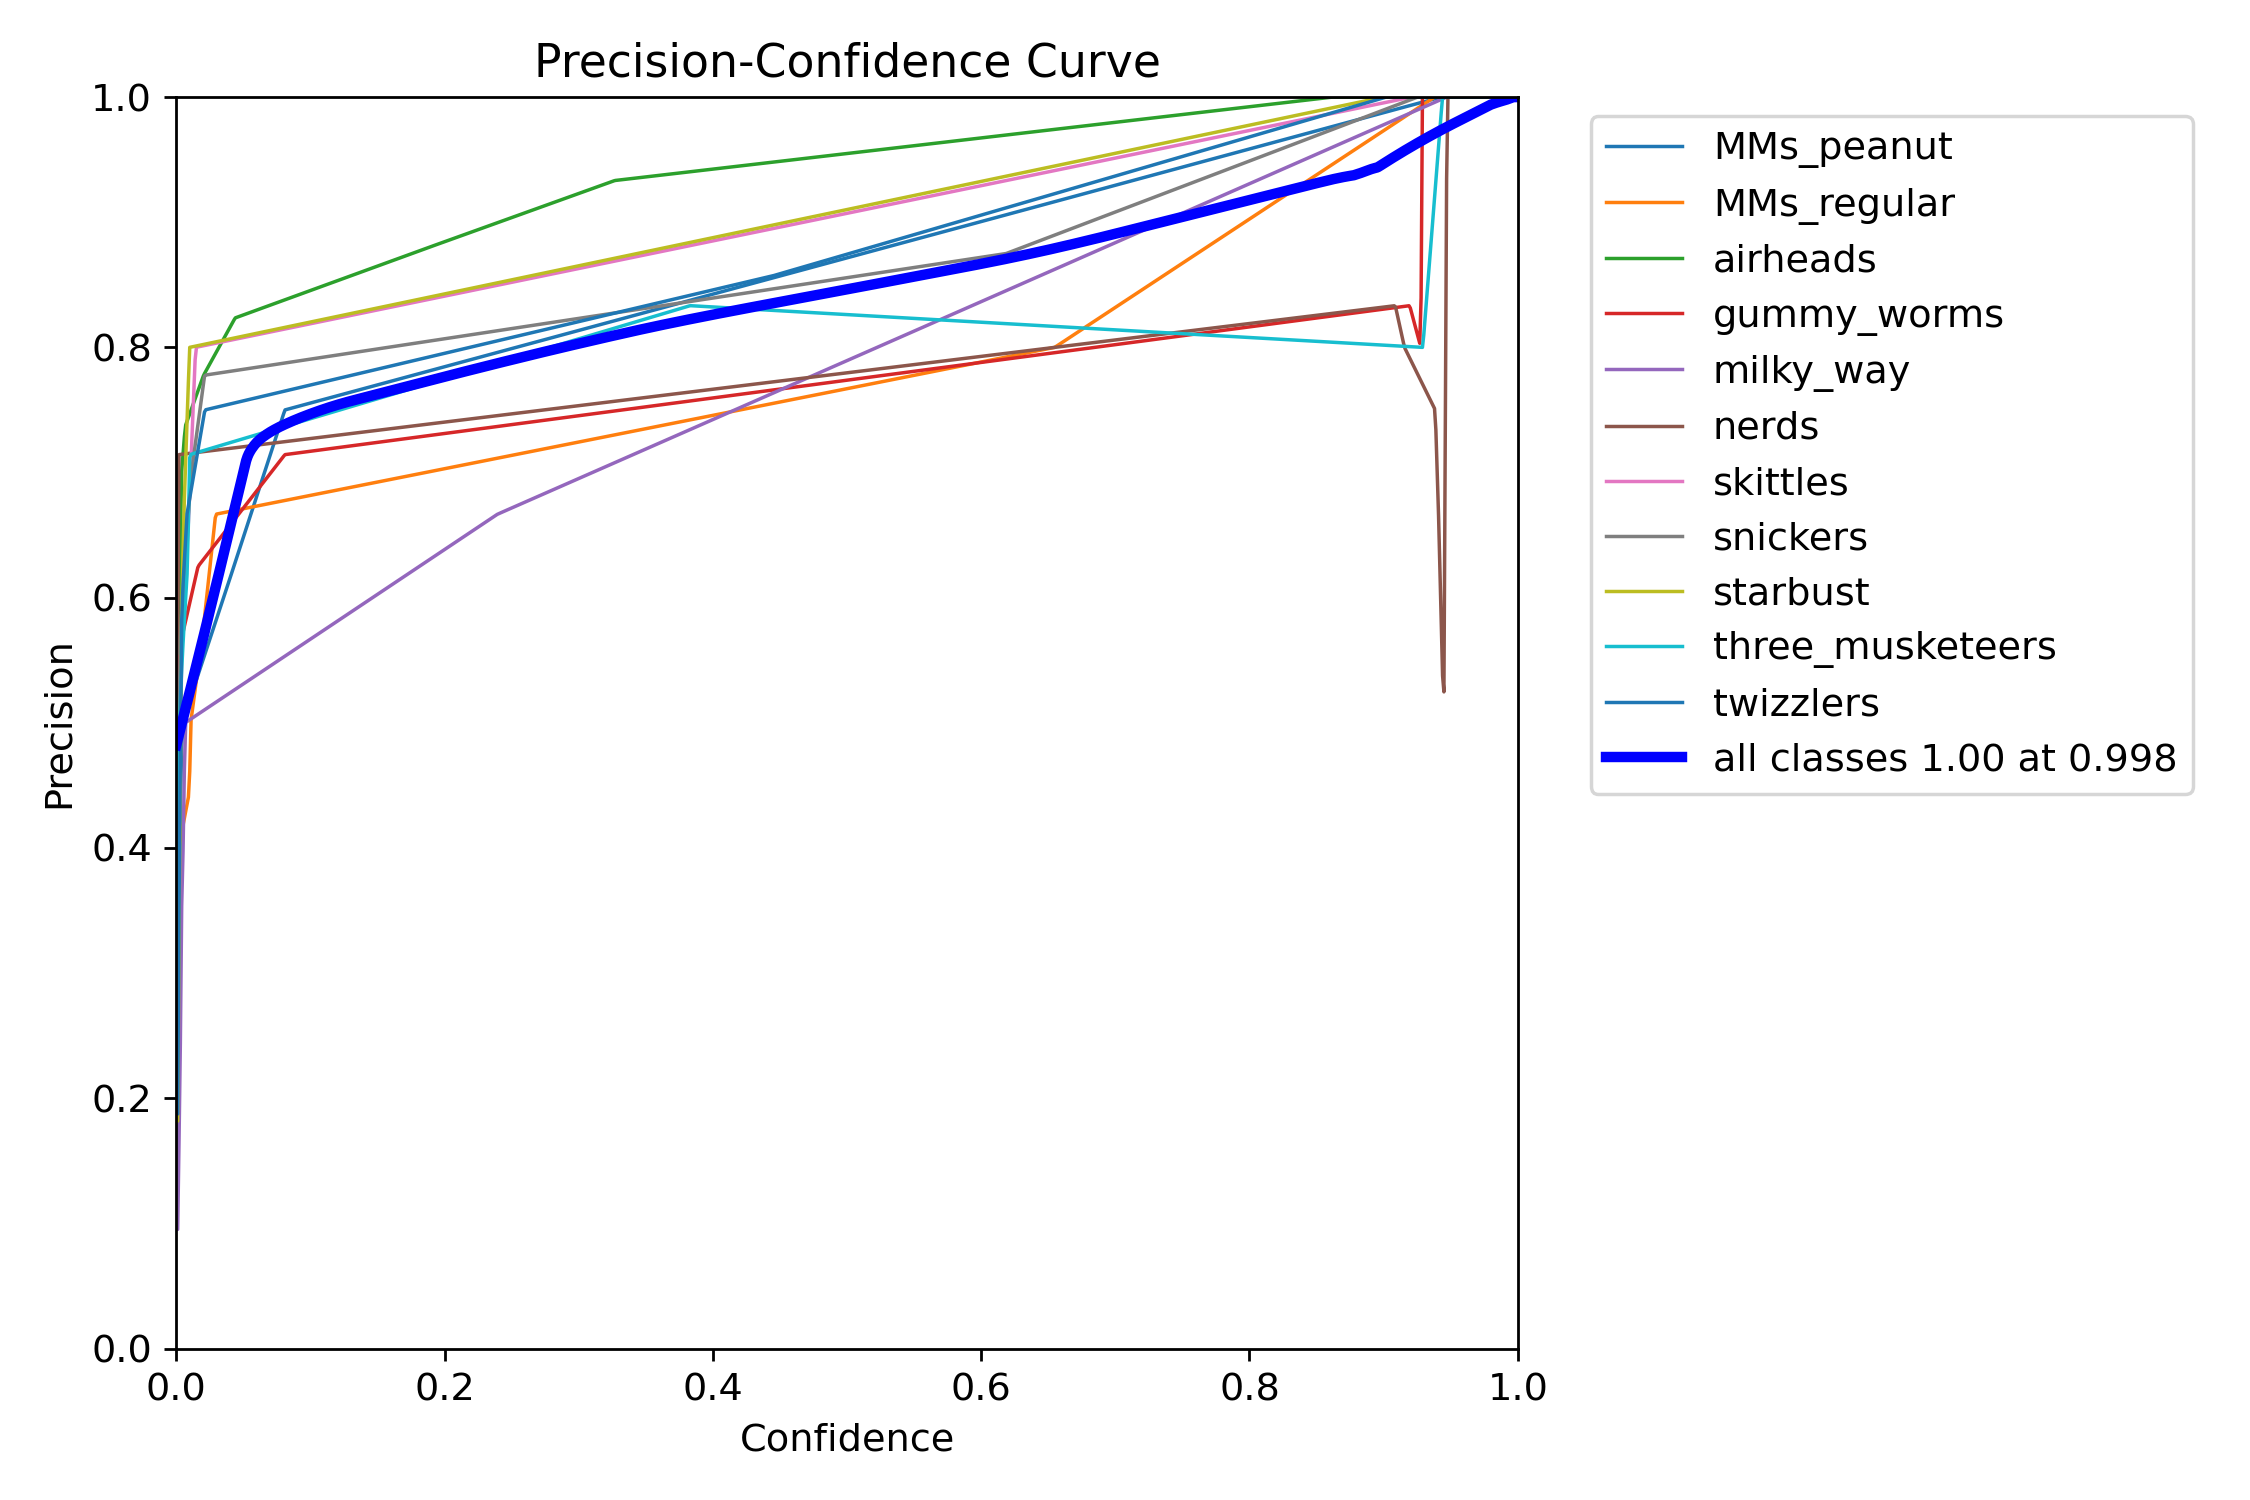 Precision-Confidence Curve
1.0
0.8
0.6
0.4
0.2
0.0
Precision
0.0 0.2 0.4 0.6 0.8 1.0
Confidence
MMs_peanut
MMs_regular
airheads
gummy_worms
milky_way
nerds
skittles
snickers
starbust
three_musketeers
twizzlers
all classes 1.00 at 0.998